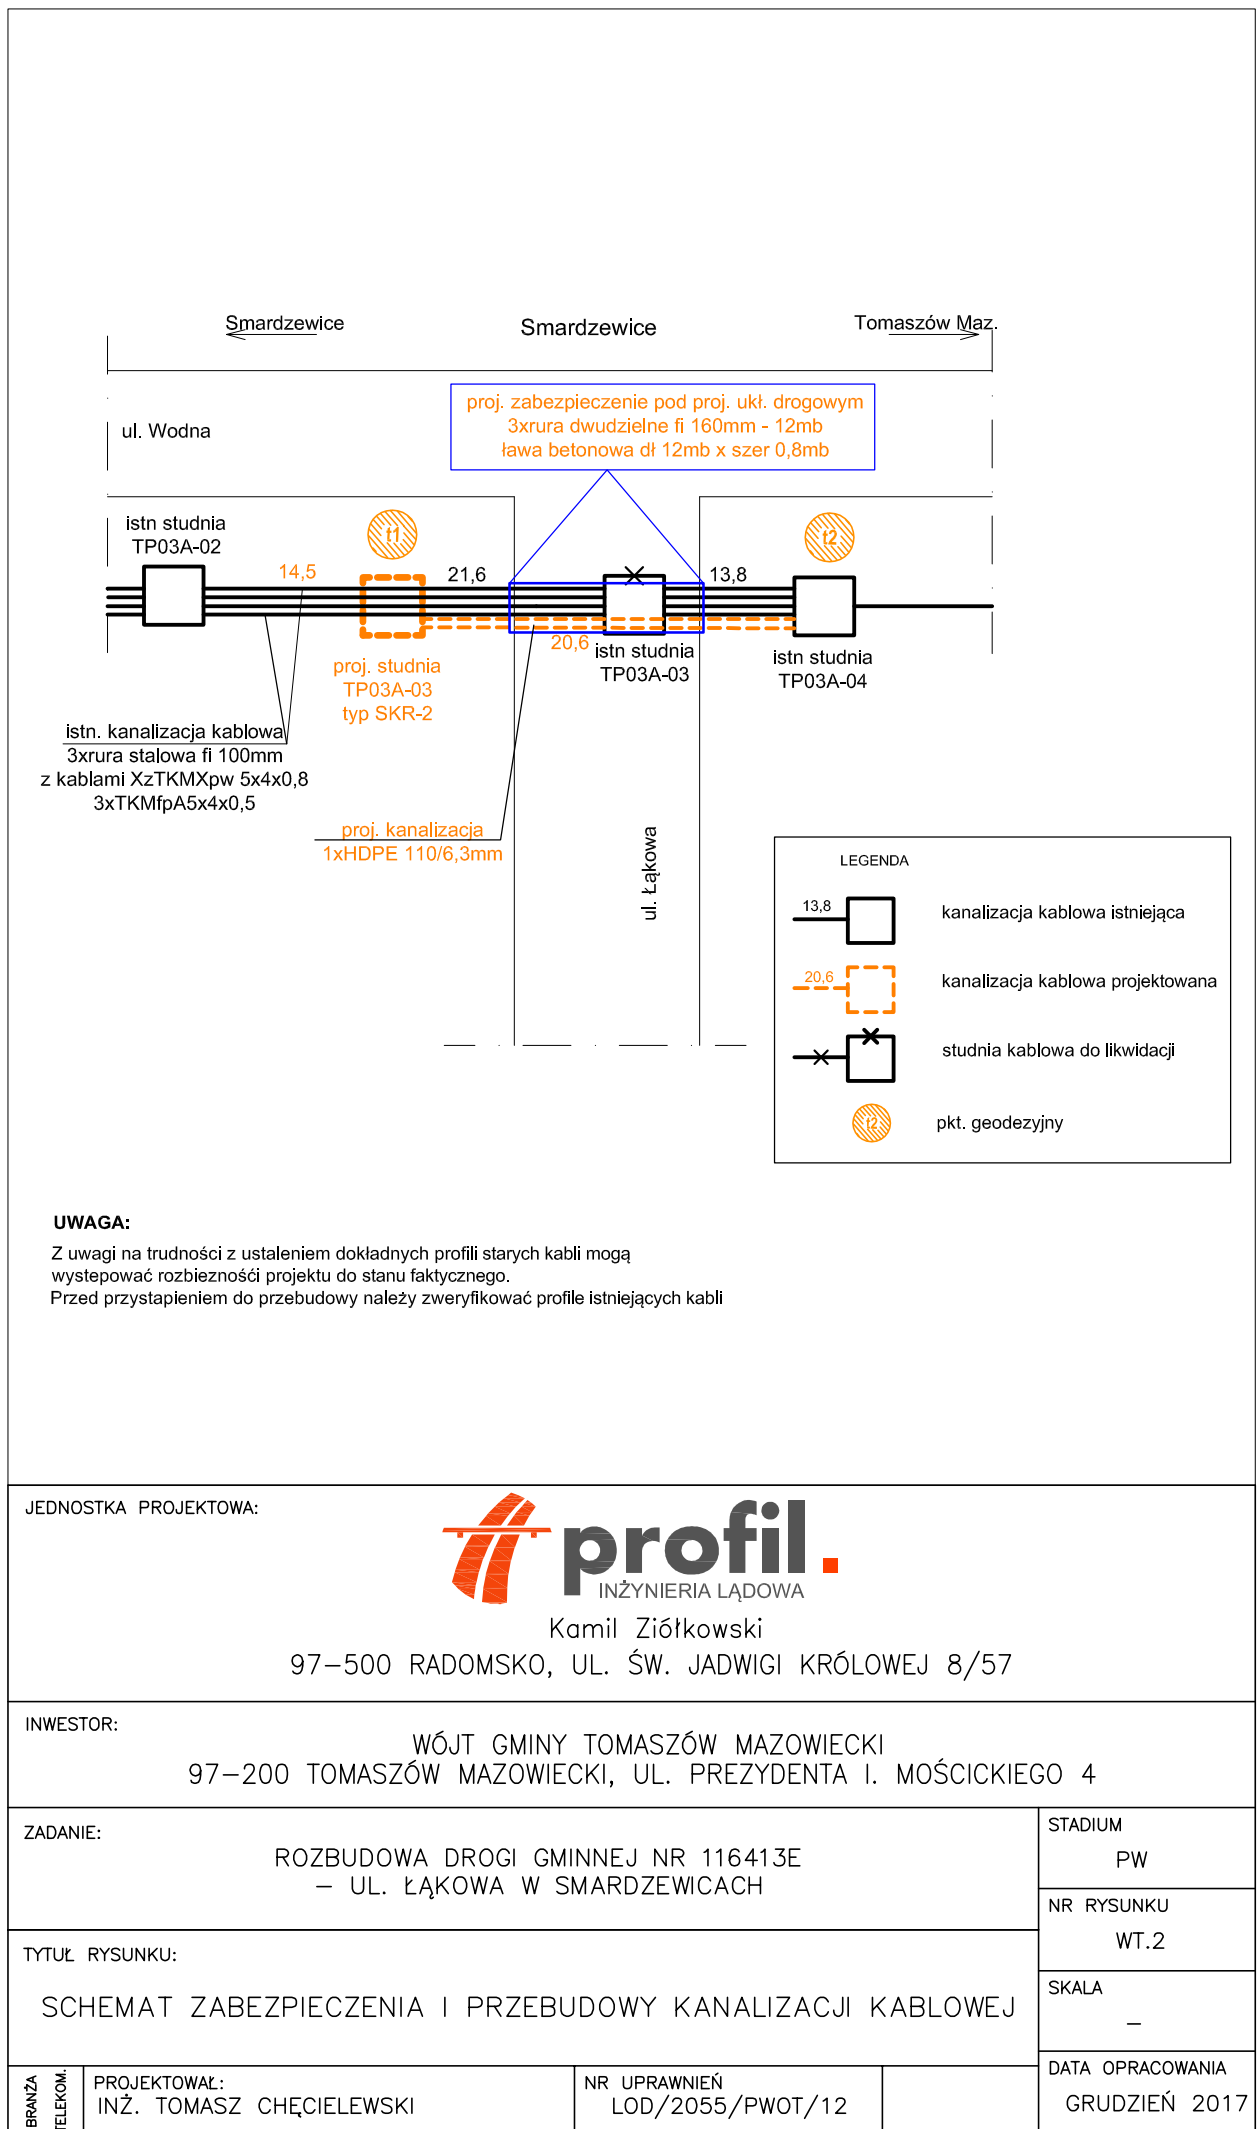 Smardzewice
Smardzewice
Tomaszów Maz.
ul. Wodna
proj. zabezpieczenie pod proj. ukł. drogowym
3xrura dwudzielne fi 160mm - 12mb
ława betonowa dł 12mb x szer 0,8mb
istn studnia
TP03A-02
t1
t2
14,5
21,6
13,8
20,6
proj. studnia
TP03A-03
typ SKR-2
istn studnia
TP03A-03
istn studnia
TP03A-04
istn. kanalizacja kablowa
3xrura stalowa fi 100mm
z kablami XzTKMXpw 5x4x0,8
3xTKMfpA5x4x0,5
proj. kanalizacja
1xHDPE 110/6,3mm
ul. Łąkowa
LEGENDA
13,8
kanalizacja kablowa istniejąca
20,6
kanalizacja kablowa projektowana
studnia kablowa do likwidacji
t2
pkt. geodezyjny
UWAGA:
Z uwagi na trudności z ustaleniem dokładnych profili starych kabli mogą
wystepować rozbieznośći projektu do stanu faktycznego.
Przed przystapieniem do przebudowy należy zweryfikować profile istniejących kabli
JEDNOSTKA PROJEKTOWA:
profil.
INŻYNIERIA LĄDOWA
Kamil Ziółkowski
97-500 RADOMSKO, UL. ŚW. JADWIGI KRÓLOWEJ 8/57
INWESTOR:
WÓJT GMINY TOMASZÓW MAZOWIECKI
97-200 TOMASZÓW MAZOWIECKI, UL. PREZYDENTA I. MOŚCICKIEGO 4
ZADANIE:
ROZBUDOWA DROGI GMINNEJ NR 116413E
- UL. ŁĄKOWA W SMARDZEWICACH
STADIUM
PW
NR RYSUNKU
WT.2
TYTUŁ RYSUNKU:
SCHEMAT ZABEZPIECZENIA I PRZEBUDOWY KANALIZACJI KABLOWEJ
SKALA
-
BRANŻA
TELEKOM.
PROJEKTOWAŁ:
INŻ. TOMASZ CHĘCIELEWSKI
NR UPRAWNIEŃ
LOD/2055/PWOT/12
DATA OPRACOWANIA
GRUDZIEŃ 2017